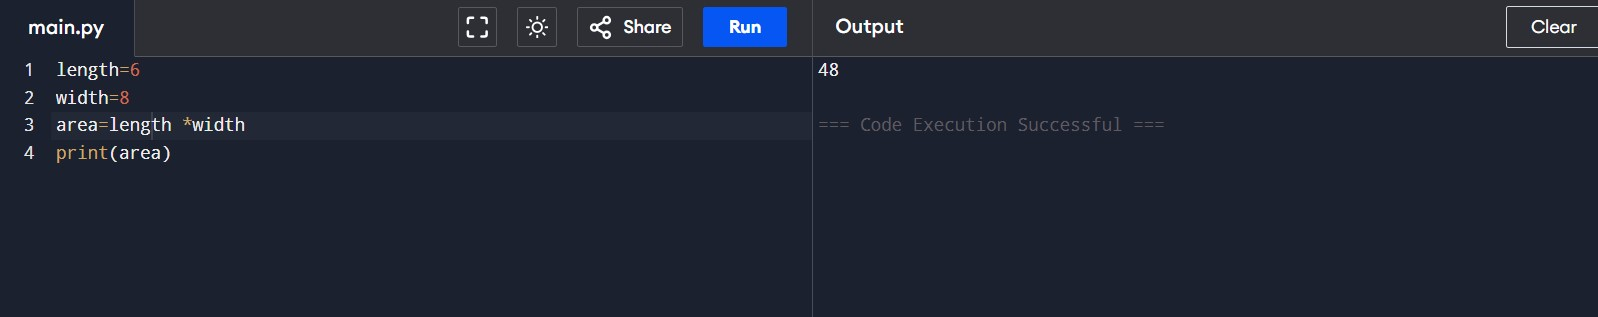 main.py
Share
Run
Output
Clear
1 length=6
2 width=8
3 area=length *width
4 print(area)
48
=== Code Execution Successful ===